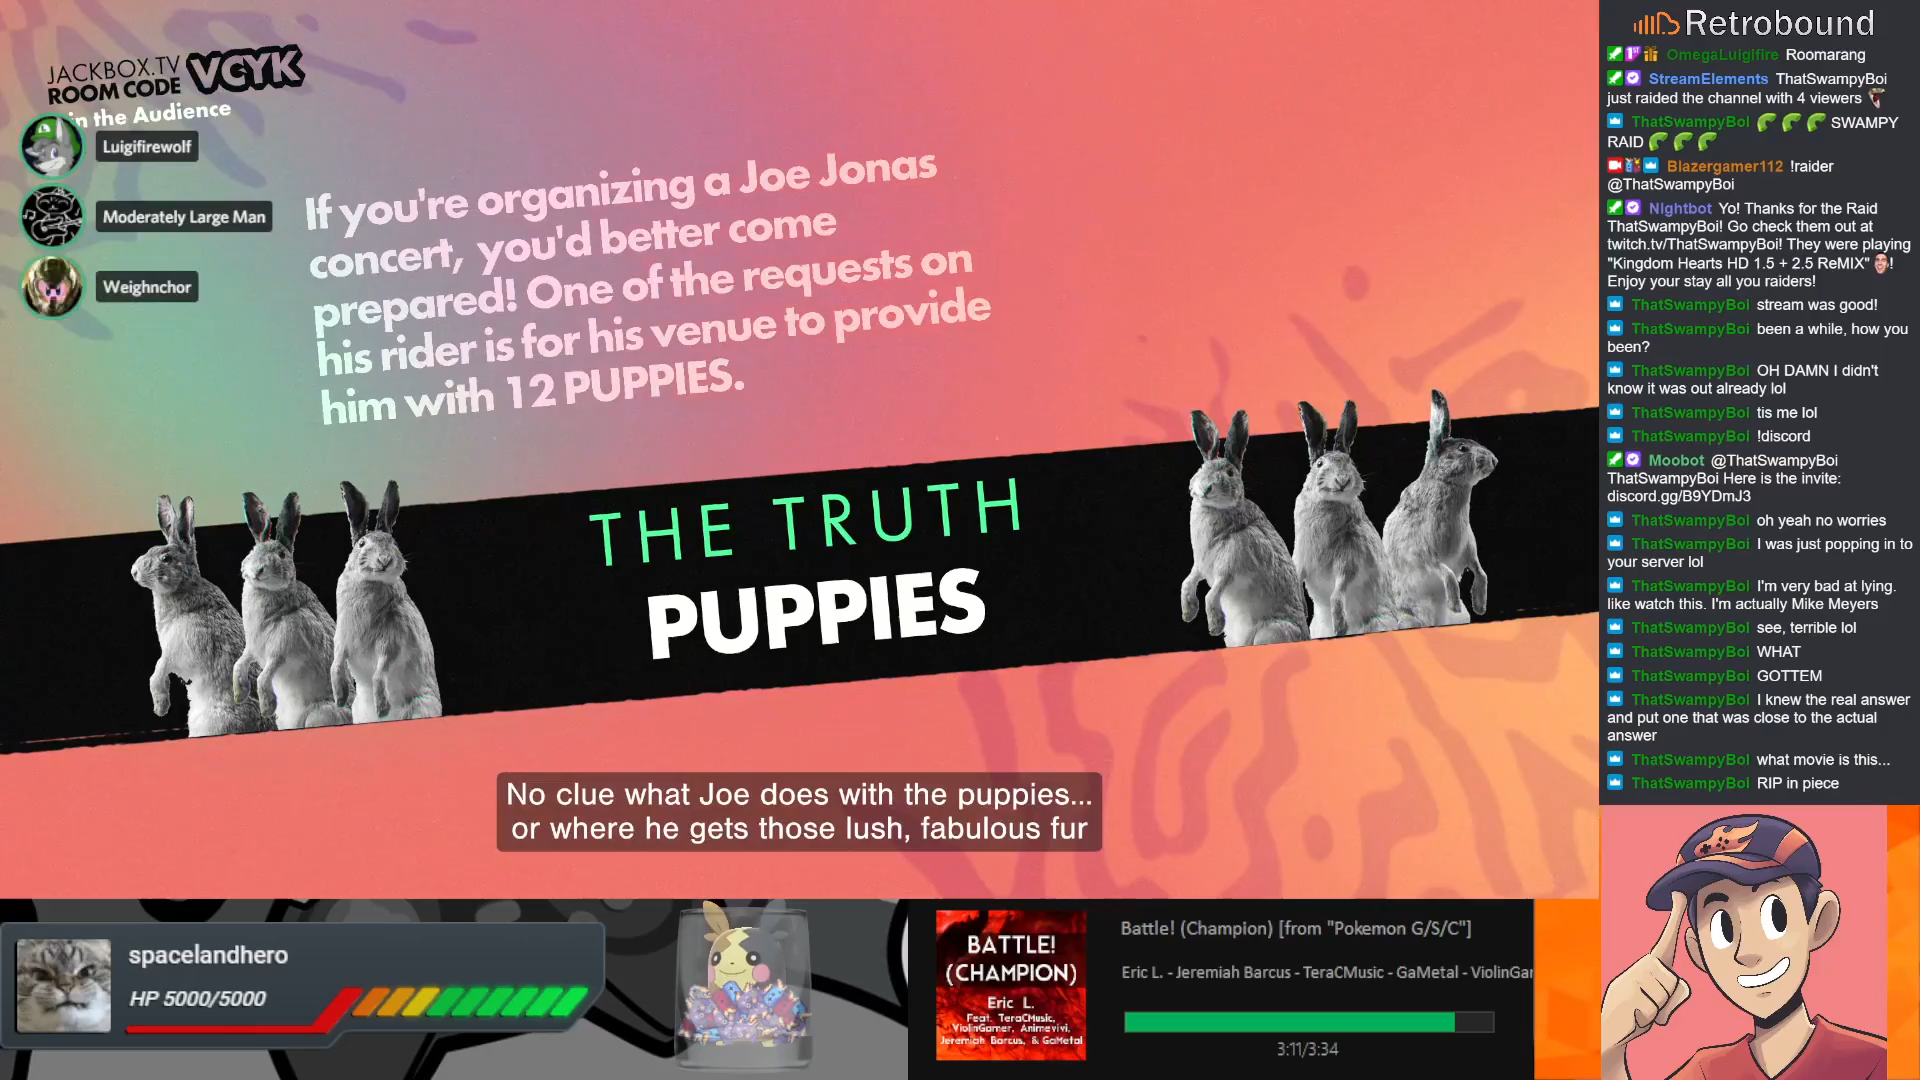 JACKBOX.TV
ROOM CODE
VCYK
in the Audience
Luigifirewolf
Moderately Large Man
Weighnchor
If you're organizing a Joe Jonas
concert, you'd better come
prepared! One of the requests on
his rider is for his venue to provide
him with 12 PUPPIES.
THE TRUTH
PUPPIES
No clue what Joe does with the puppies...
or where he gets those lush, fabulous fur
spacelandhero
HP 5000/5000
BATTLE!
(CHAMPION)
Eric L.
Feat. TeraCMusic,
ViolinGamer, Animevivi,
Jeremiah Barcus, & GaMetal
Battle! (Champion) [from "Pokemon G/S/C"]
Eric L. - Jeremiah Barcus - TeraCMusic - GaMetal - ViolinGar
3:11/3:34
Retrobound
OmegaLuigifire Roomarang
StreamElements ThatSwampyBoi
just raided the channel with 4 viewers
ThatSwampyBoi SWAMPY
RAID
Blazergamer112 !raider
@ThatSwampyBoi
Nightbot Yo! Thanks for the Raid
ThatSwampyBoi! Go check them out at
twitch.tv/ThatSwampyBoi! They were playing
"Kingdom Hearts HD 1.5 + 2.5 ReMIX" !
Enjoy your stay all you raiders!
ThatSwampyBoi stream was good!
ThatSwampyBoi been a while, how you
been?
ThatSwampyBoi OH DAMN I didn't
know it was out already lol
ThatSwampyBoi tis me lol
ThatSwampyBoi !discord
Moobot @ThatSwampyBoi
ThatSwampyBoi Here is the invite:
discord.gg/B9YDmJ3
ThatSwampyBoi oh yeah no worries
ThatSwampyBoi I was just popping in to
your server lol
ThatSwampyBoi I'm very bad at lying.
like watch this. I'm actually Mike Meyers
ThatSwampyBoi see, terrible lol
ThatSwampyBoi WHAT
ThatSwampyBoi GOTTEM
ThatSwampyBoi I knew the real answer
and put one that was close to the actual
answer
ThatSwampyBoi what movie is this...
ThatSwampyBoi RIP in piece